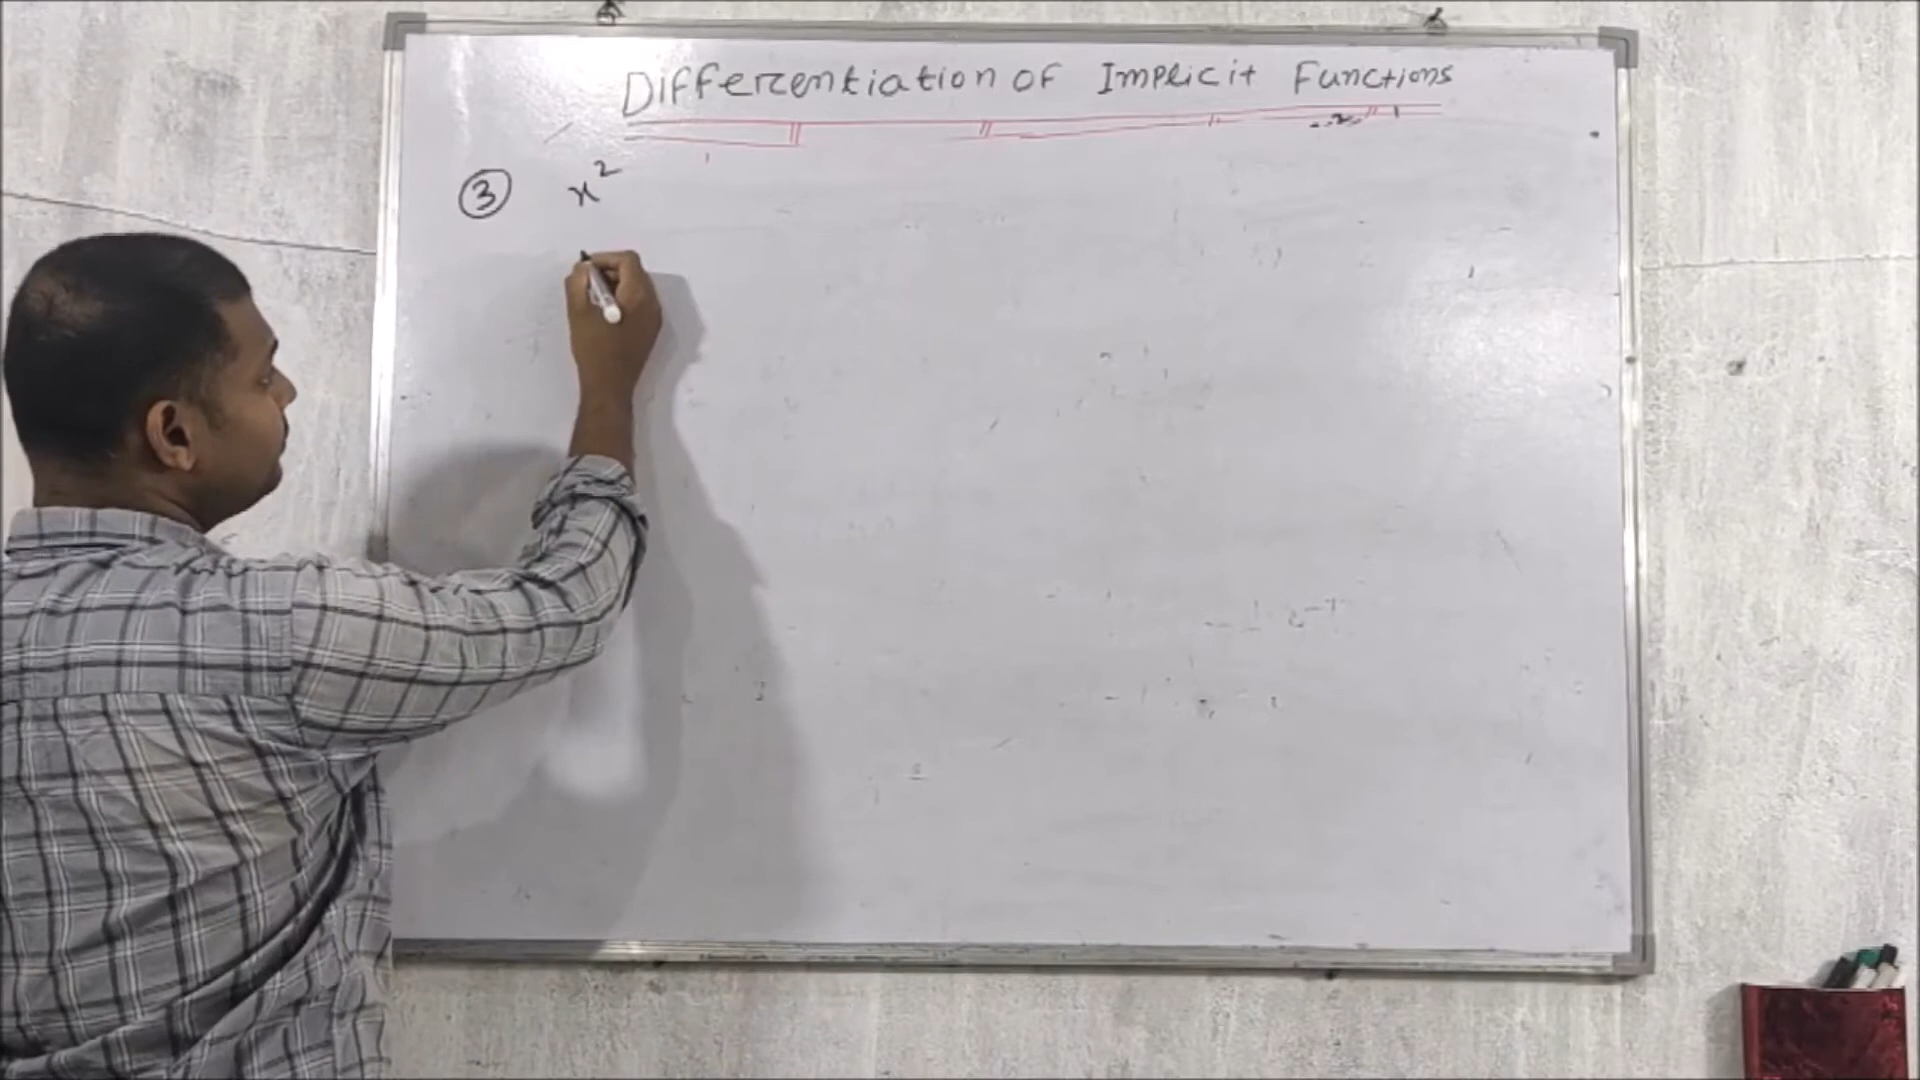 Differentiation of Implicit Functions
③ x²